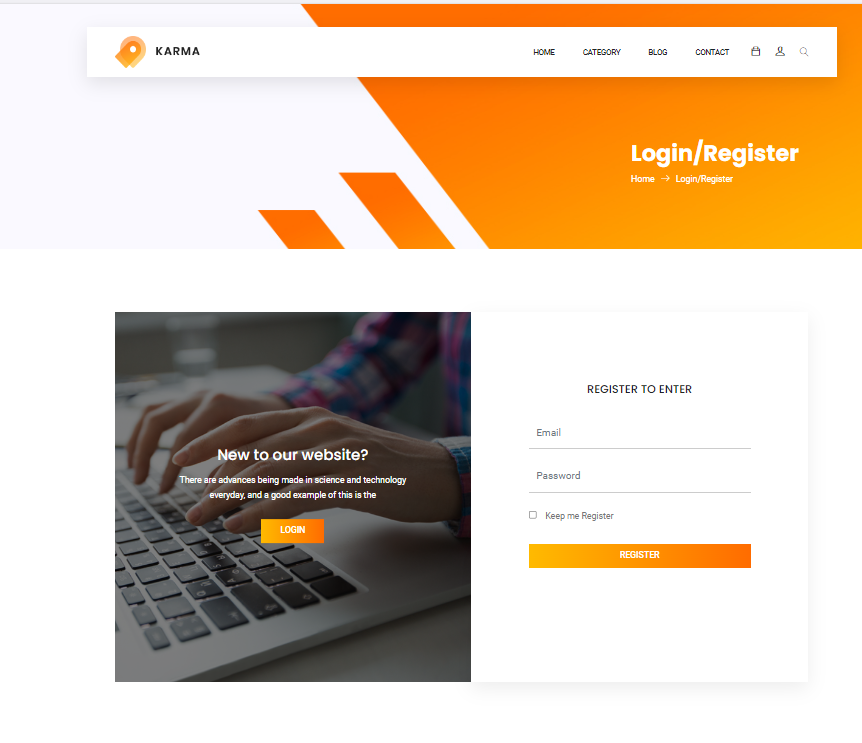 KARMA
HOME CATEGORY BLOG CONTACT
Login/Register
Home → Login/Register
New to our website?
There are advances being made in science and technology
everyday, and a good example of this is the
LOGIN
REGISTER TO ENTER
Email
Password
Keep me Register
REGISTER